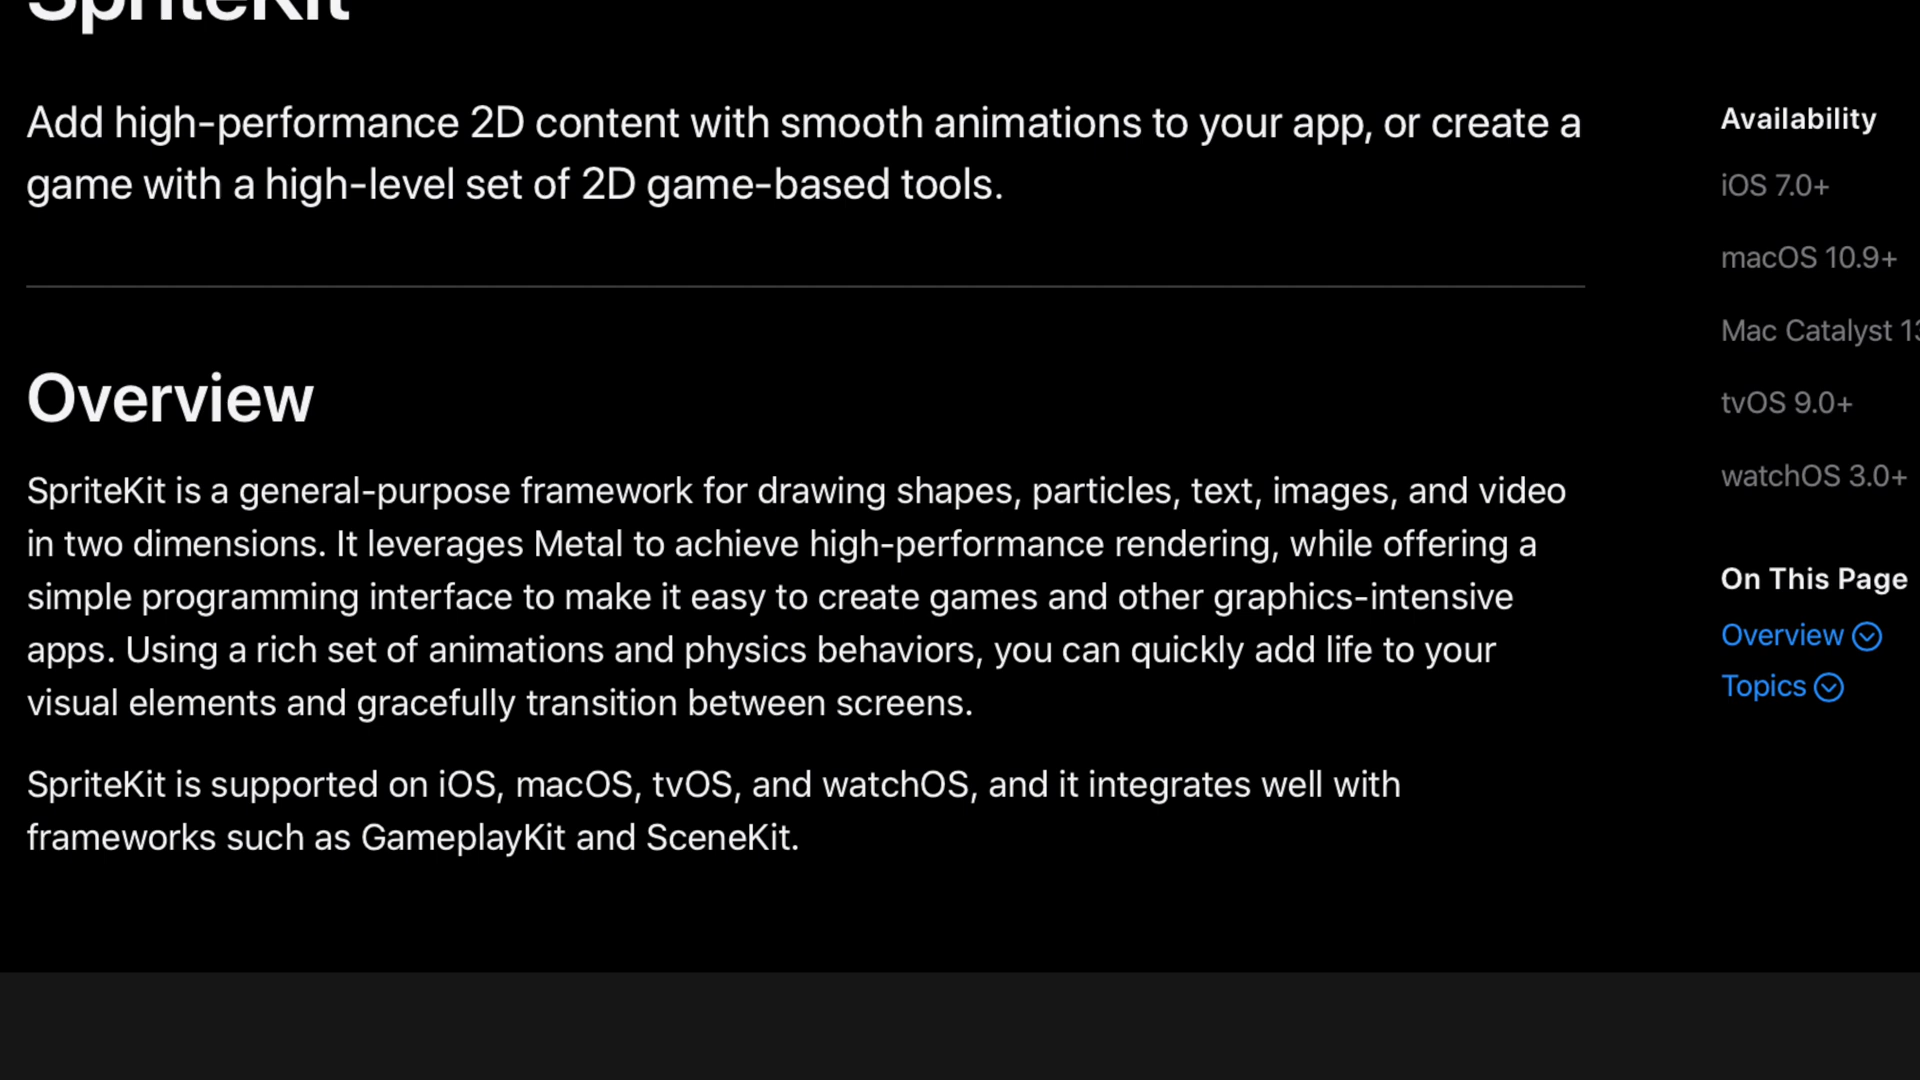 SpriteKit
Add high-performance 2D content with smooth animations to your app, or create a
game with a high-level set of 2D game-based tools.
Overview
SpriteKit is a general-purpose framework for drawing shapes, particles, text, images, and video
in two dimensions. It leverages Metal to achieve high-performance rendering, while offering a
simple programming interface to make it easy to create games and other graphics-intensive
apps. Using a rich set of animations and physics behaviors, you can quickly add life to your
visual elements and gracefully transition between screens.
SpriteKit is supported on iOS, macOS, tvOS, and watchOS, and it integrates well with
frameworks such as GameplayKit and SceneKit.
Availability
iOS 7.0+
macOS 10.9+
Mac Catalyst 13
tvOS 9.0+
watchOS 3.0+
On This Page
Overview
Topics